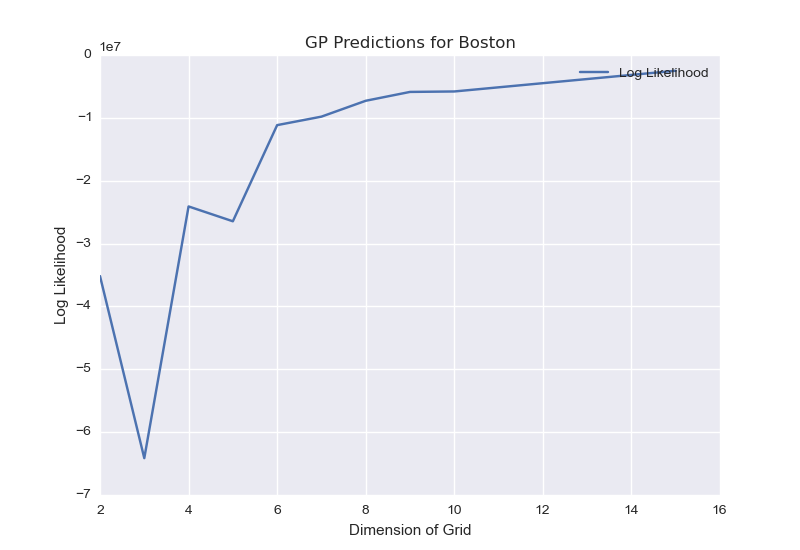 GP Predictions for Boston
1e7
0
−1
−2
−3
−4
−5
−6
−7
Log Likelihood
Log Likelihood
2 4 6 8 10 12 14 16
Dimension of Grid